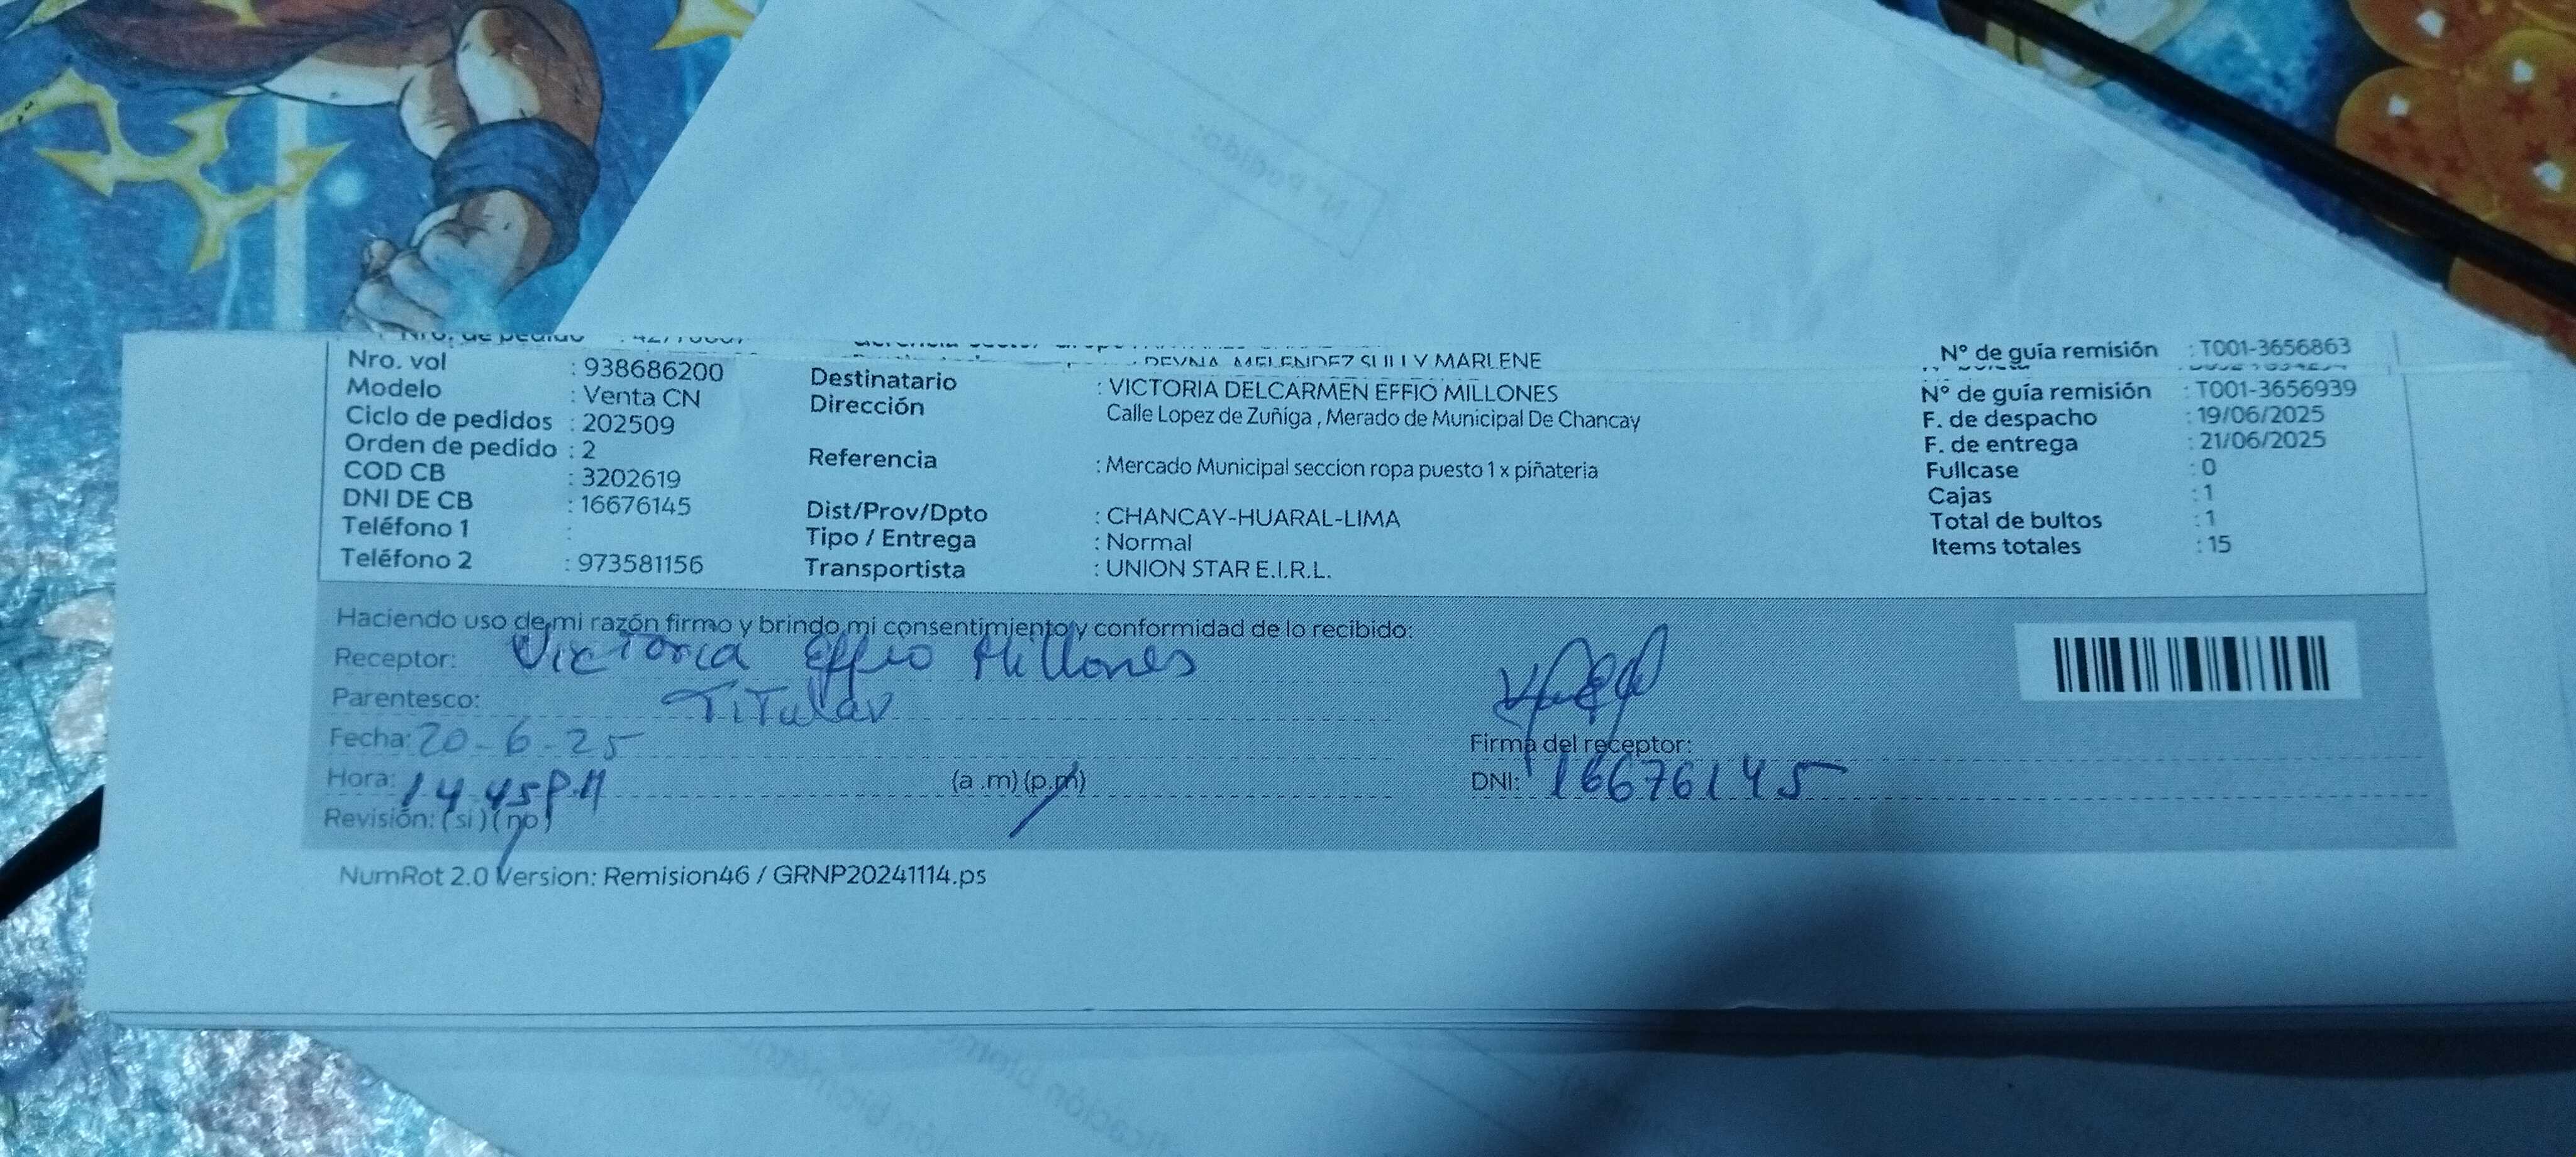 Nº de guía remisión : T001-3656863
MARLENE
Nro. vol : 938686200
Modelo : Venta CN
Ciclo de pedidos : 202509
Orden de pedido : 2
COD CB : 3202619
DNI DE CB : 16676145
Teléfono 1 :
Teléfono 2 : 973581156
Destinatario : VICTORIA DELCARMEN EFFIO MILLONES
Dirección Calle Lopez de Zuñiga , Merado de Municipal De Chancay
Referencia : Mercado Municipal seccion ropa puesto 1 x piñateria
Dist/Prov/Dpto : CHANCAY-HUARAL-LIMA
Tipo / Entrega : Normal
Transportista : UNION STAR E.I.R.L.
Nº de guía remisión : T001-3656939
F. de despacho : 19/06/2025
F. de entrega : 21/06/2025
Fullcase : 0
Cajas : 1
Total de bultos : 1
Items totales : 15
Haciendo uso de mi razón firmo y brindo mi consentimiento y conformidad de lo recibido:
Receptor: Victoria Effio Millones
Parentesco: Titular
Fecha: 20-6-25
Hora: 14.45 P.M (a .m) (p.m)
Revisión: (si) (no)
Firma del receptor:
DNI: 16676145
NumRot 2.0 Version: Remision46 / GRNP20241114.ps